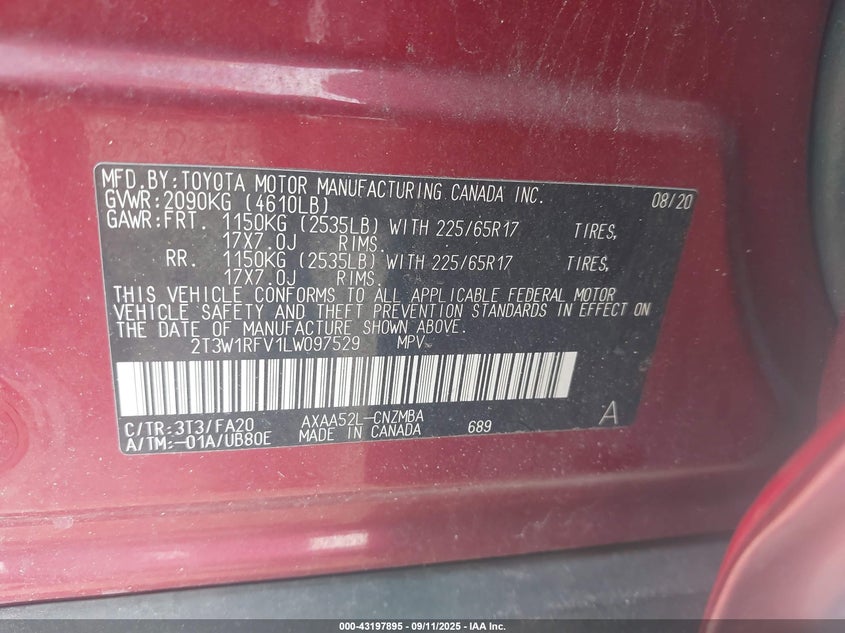 MFD.BY:TOYOTA MOTOR MANUFACTURING CANADA INC. 08/20
GVWR:2090KG (4610LB)
GAWR:FRT. 1150KG (2535LB) WITH 225/65R17 TIRES,
17X7.0J RIMS.
RR. 1150KG (2535LB) WITH 225/65R17 TIRES,
17X7.0J RIMS.
THIS VEHICLE CONFORMS TO ALL APPLICABLE FEDERAL MOTOR
VEHICLE SAFETY AND THEFT PREVENTION STANDARDS IN EFFECT ON
THE DATE OF MANUFACTURE SHOWN ABOVE.
2T3W1RFV1LW097529 MPV
C/TR:3T3/FA20 AXAA52L-CNZMBA 689 A
A/TM:-01A/UB80E MADE IN CANADA
000-43197895 - 09/11/2025 - IAA Inc.